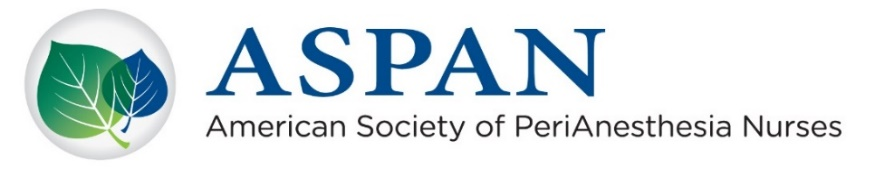 ASPAN
American Society of PeriAnesthesia Nurses